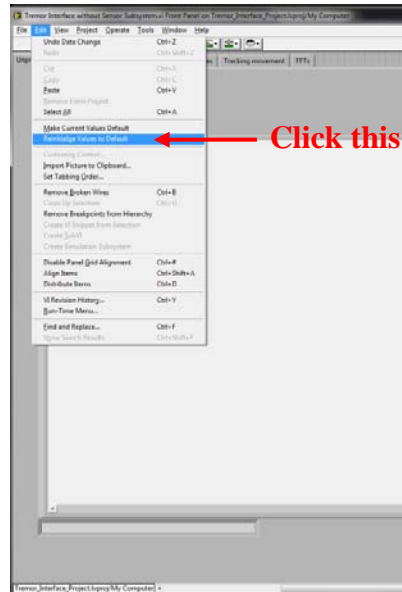 Tremor Interface without Sensor Subsystem.vi Front Panel on Tremor_Interface_Project.lvproj/My Computer
File Edit View Project Operate Tools Window Help
Undo Data Change Ctrl+Z
Redo Ctrl+Shift+Z
Tracking movement FFTs
Cut Ctrl+X
Copy Ctrl+C
Paste Ctrl+V
Remove From Project
Select All Ctrl+A
Make Current Values Default
Reinitialize Values to Default
Click this
Customize Control...
Import Picture to Clipboard...
Set Tabbing Order...
Remove Broken Wires Ctrl+B
Clean Up Selection Ctrl+U
Remove Breakpoints from Hierarchy
Create VI Snippet from Selection
Create SubVI
Create Simulation Subsystem
Disable Panel Grid Alignment Ctrl+#
Align Items Ctrl+Shift+A
Distribute Items Ctrl+D
VI Revision History... Ctrl+Y
Run-Time Menu...
Find and Replace... Ctrl+F
Show Search Results Ctrl+Shift+F
Tremor_Interface_Project.lvproj/My Computer